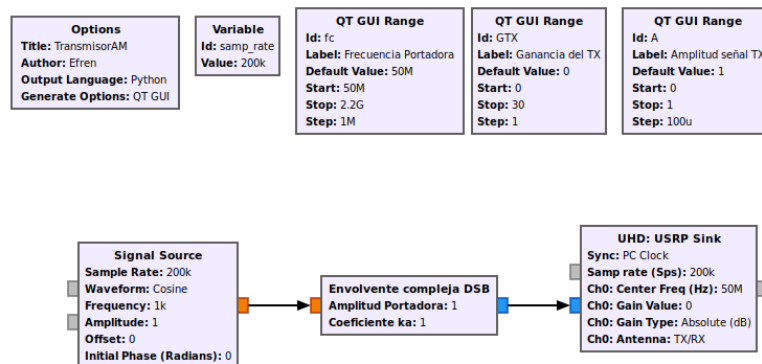 Options
Title: TransmisorAM
Author: Efren
Output Language: Python
Generate Options: QT GUI
Variable
Id: samp_rate
Value: 200k
QT GUI Range
Id: fc
Label: Frecuencia Portadora
Default Value: 50M
Start: 50M
Stop: 2.2G
Step: 1M
QT GUI Range
Id: GTX
Label: Ganancia del TX
Default Value: 0
Start: 0
Stop: 30
Step: 1
QT GUI Range
Id: A
Label: Amplitud señal TX
Default Value: 1
Start: 0
Stop: 1
Step: 100u
Signal Source
Sample Rate: 200k
Waveform: Cosine
Frequency: 1k
Amplitude: 1
Offset: 0
Initial Phase (Radians): 0
Envolvente compleja DSB
Amplitud Portadora: 1
Coeficiente ka: 1
UHD: USRP Sink
Sync: PC Clock
Samp rate (Sps): 200k
Ch0: Center Freq (Hz): 50M
Ch0: Gain Value: 0
Ch0: Gain Type: Absolute (dB)
Ch0: Antenna: TX/RX